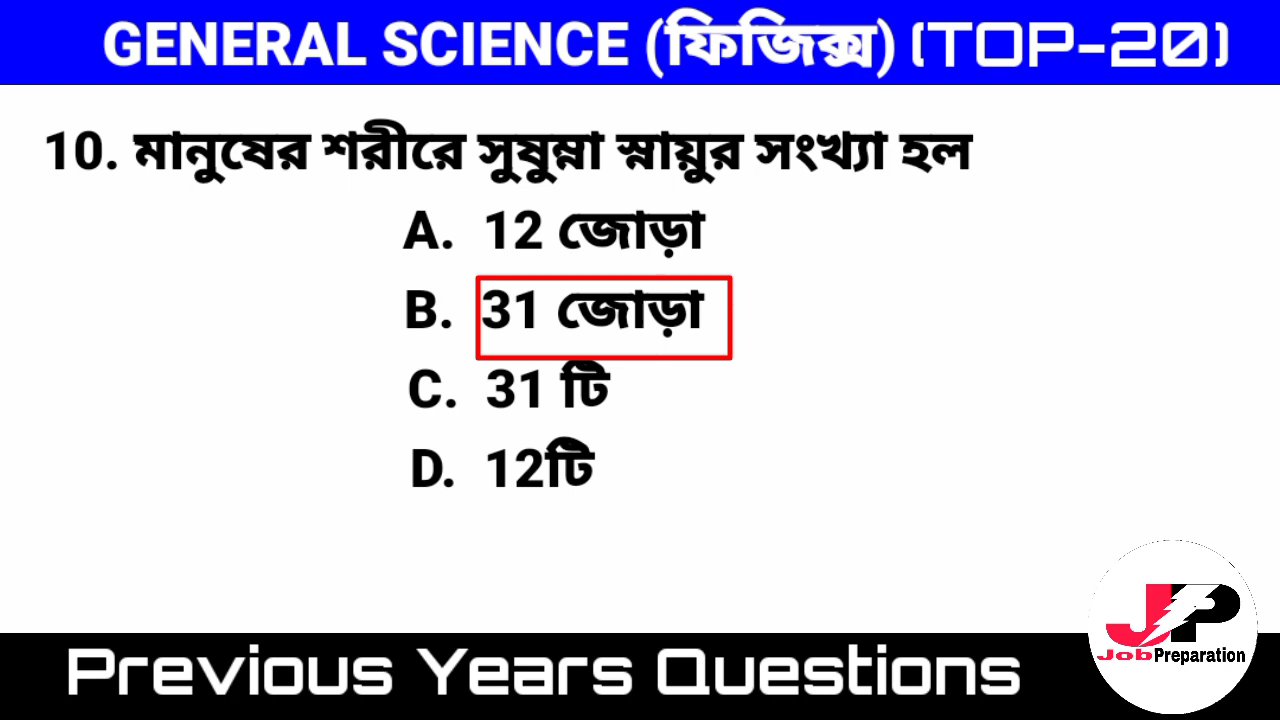 GENERAL SCIENCE (ফিজিক্স) (TOP-20)
10. মানুষের শরীরে সুষুম্না স্নায়ুর সংখ্যা হল
A. 12 জোড়া
B. 31 জোড়া
C. 31 টি
D. 12টি
JP
Job Preparation
Previous Years Questions